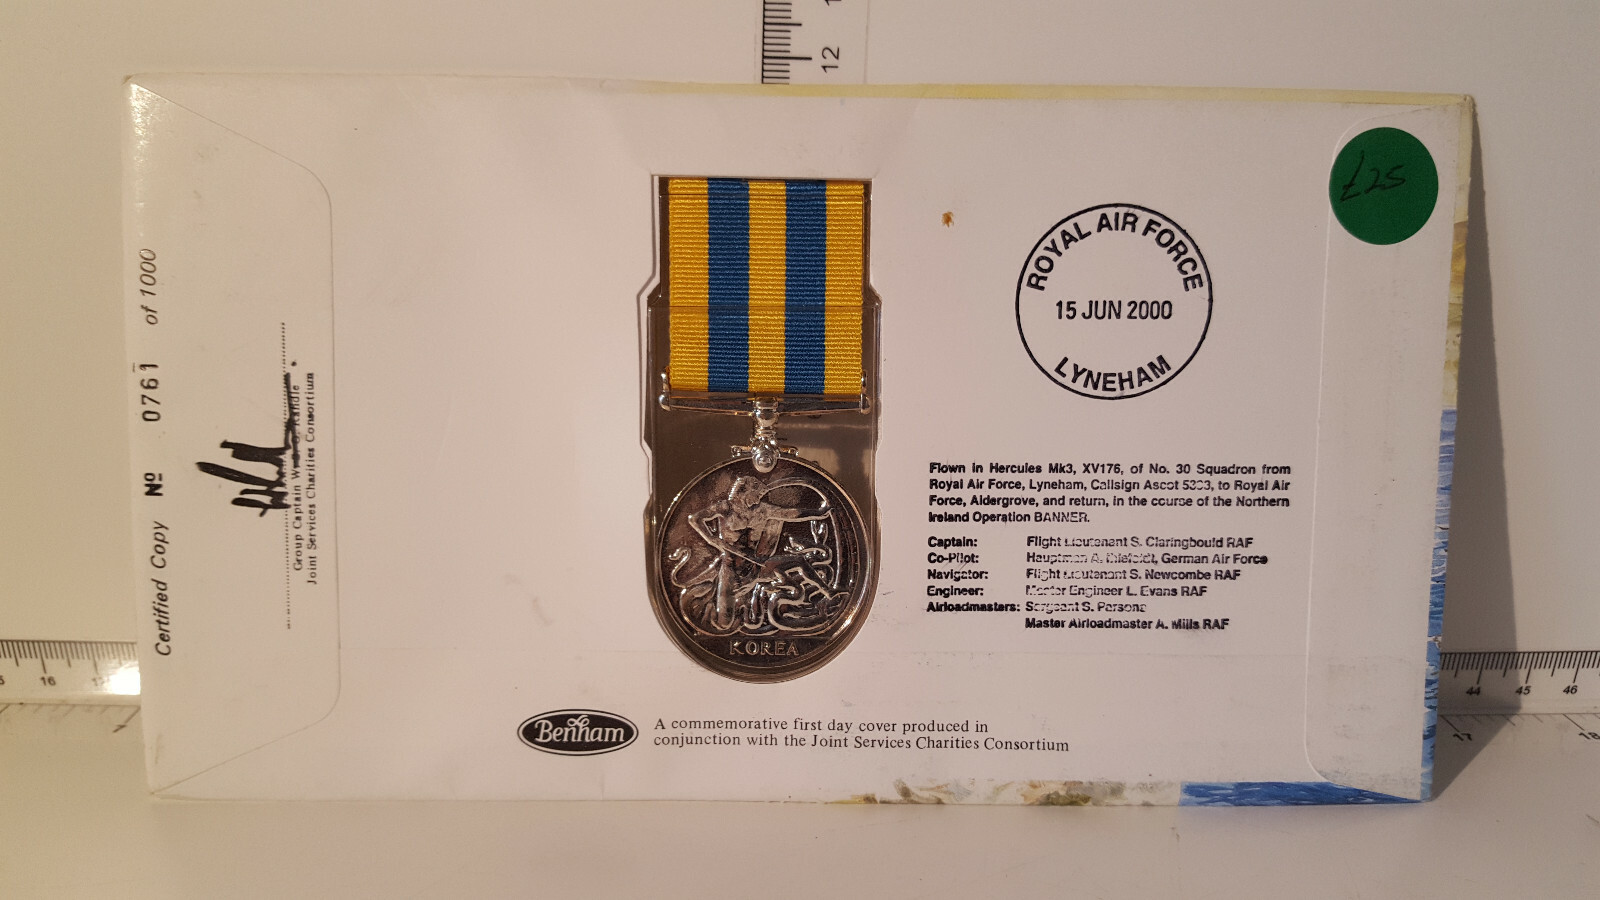 12
£25
Certified Copy № 0761 of 1000
Group Captain W. Randle
Joint Services Charities Consortium
ROYAL AIR FORCE
15 JUN 2000
LYNEHAM
Flown in Hercules Mk3, XV176, of No. 30 Squadron from
Royal Air Force, Lyneham, Callsign Ascot to Royal Air
Force, Aldergrove, and return, in the course of the Northern
Ireland Operation BANNER.
Captain: Flight Lieutenant S. Claringbould RAF
Co-Pilot: Hauptman A. German Air Force
Navigator: Flight Lieutenant S. Newcombe RAF
Engineer: Master Engineer L. Evans RAF
Airloadmasters: Sergeant S. Parsons
Master Airloadmaster A. Mills RAF
KOREA
Benham
A commemorative first day cover produced in
conjunction with the Joint Services Charities Consortium
16
44 45 46
17
18